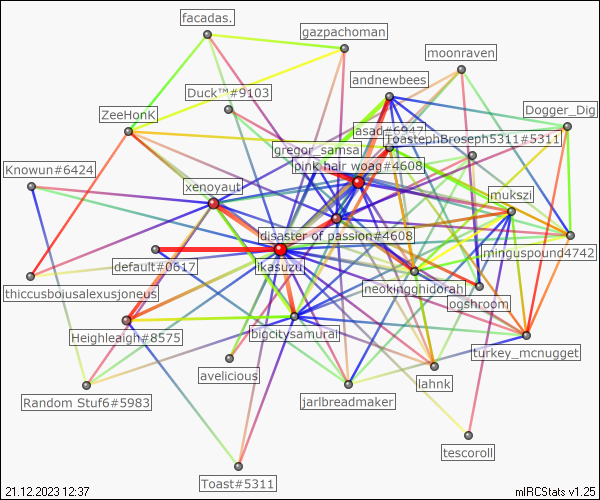 facadas.
gazpachoman
moonraven
andnewbees
Duck™#9103
Dogger_Dig
ZeeHonK
asad#6947
ToastephBroseph5311#5311
gregor_samsa
pink hair woag#4608
Knowun#6424
xenoyaut
mukszi
disaster of passion#4608
minguspound4742
default#0617
ikasuzu
neokingghidorah
thiccusboiusalexusjoneus
ogshroom
Heighleaigh#8575
bigcitysamurai
turkey_mcnugget
avelicious
lahnk
Random Stuf6#5983
jarlbreadmaker
tescoroll
Toast#5311
21.12.2023 12:37
mIRCStats v1.25